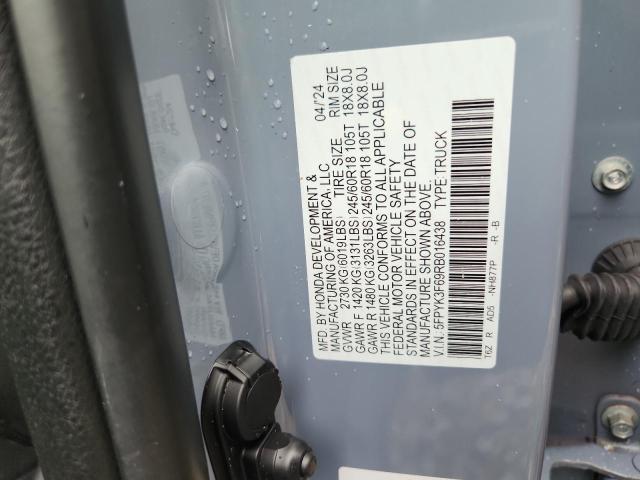 MFD. BY HONDA DEVELOPMENT & 04/'24
MANUFACTURING OF AMERICA, LLC
TIRE SIZE RIM SIZE
GVWR 2730 KG(6019LBS)
GAWR F 1420 KG(3131LBS)245/60R18 105T 18X8.0J
GAWR R 1480 KG(3263LBS)245/60R18 105T 18X8.0J
THIS VEHICLE CONFORMS TO ALL APPLICABLE
FEDERAL MOTOR VEHICLE SAFETY
STANDARDS IN EFFECT ON THE DATE OF
MANUFACTURE SHOWN ABOVE.
V.I.N.: 5FPYK3F69RB016438 TYPE:TRUCK
T6Z R AD6 -NH877P -R -B